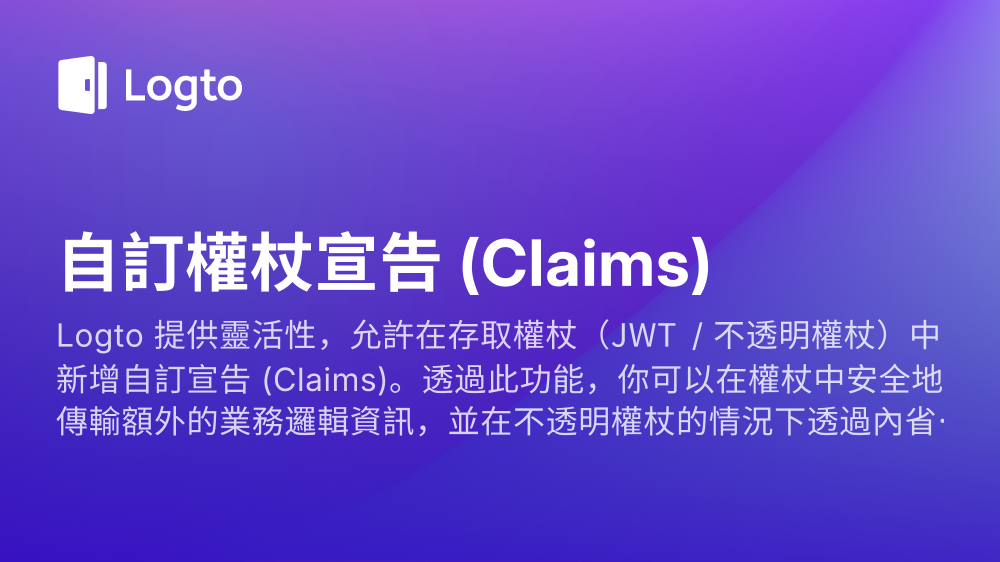 Logto
自訂權杖宣告 (Claims)
Logto 提供靈活性，允許在存取權杖（JWT / 不透明權杖）中
新增自訂宣告 (Claims)。透過此功能，你可以在權杖中安全地
傳輸額外的業務邏輯資訊，並在不透明權杖的情況下透過內省·